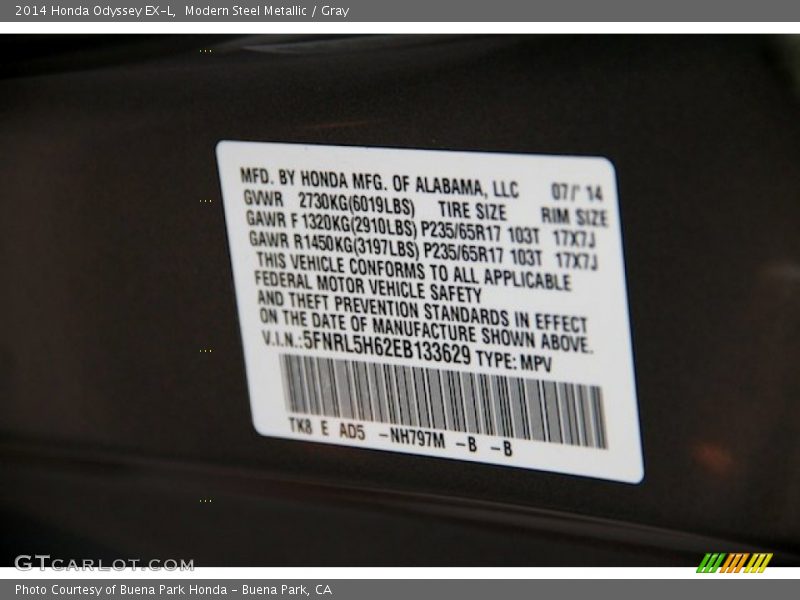 2014 Honda Odyssey EX-L,  Modern Steel Metallic / Gray
MFD. BY HONDA MFG. OF ALABAMA, LLC 07/' 14
GVWR 2730KG(6019LBS) TIRE SIZE RIM SIZE
GAWR F 1320KG(2910LBS) P235/65R17 103T 17X7J
GAWR R1450KG(3197LBS) P235/65R17 103T 17X7J
THIS VEHICLE CONFORMS TO ALL APPLICABLE
FEDERAL MOTOR VEHICLE SAFETY
AND THEFT PREVENTION STANDARDS IN EFFECT
ON THE DATE OF MANUFACTURE SHOWN ABOVE.
V.I.N.:5FNRL5H62EB133629 TYPE: MPV
TK8 E AD5 -NH797M -B -B
GTCARLOT.COM
Photo Courtesy of Buena Park Honda - Buena Park, CA